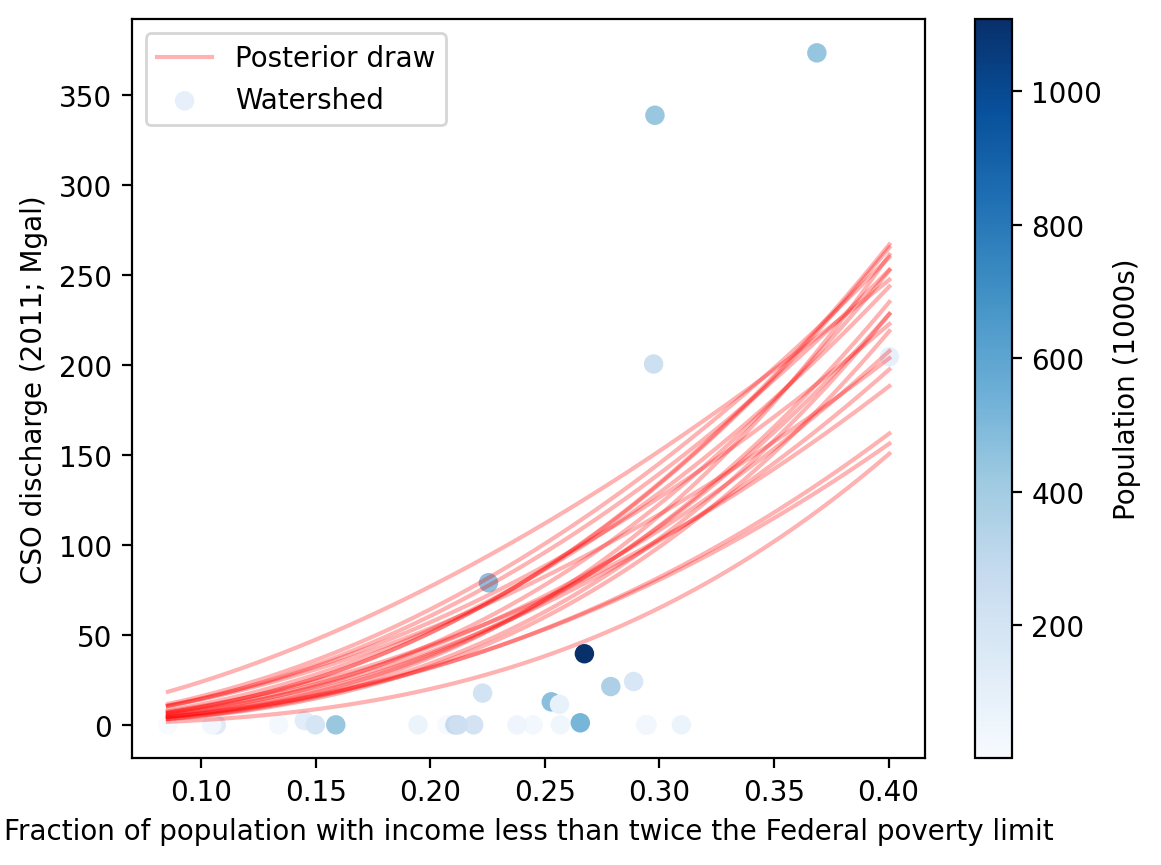 Posterior draw
Watershed
350
300
250
200
150
100
50
0
CSO discharge (2011; Mgal)
0.10 0.15 0.20 0.25 0.30 0.35 0.40
Fraction of population with income less than twice the Federal poverty limit
1000
800
600
400
200
Population (1000s)